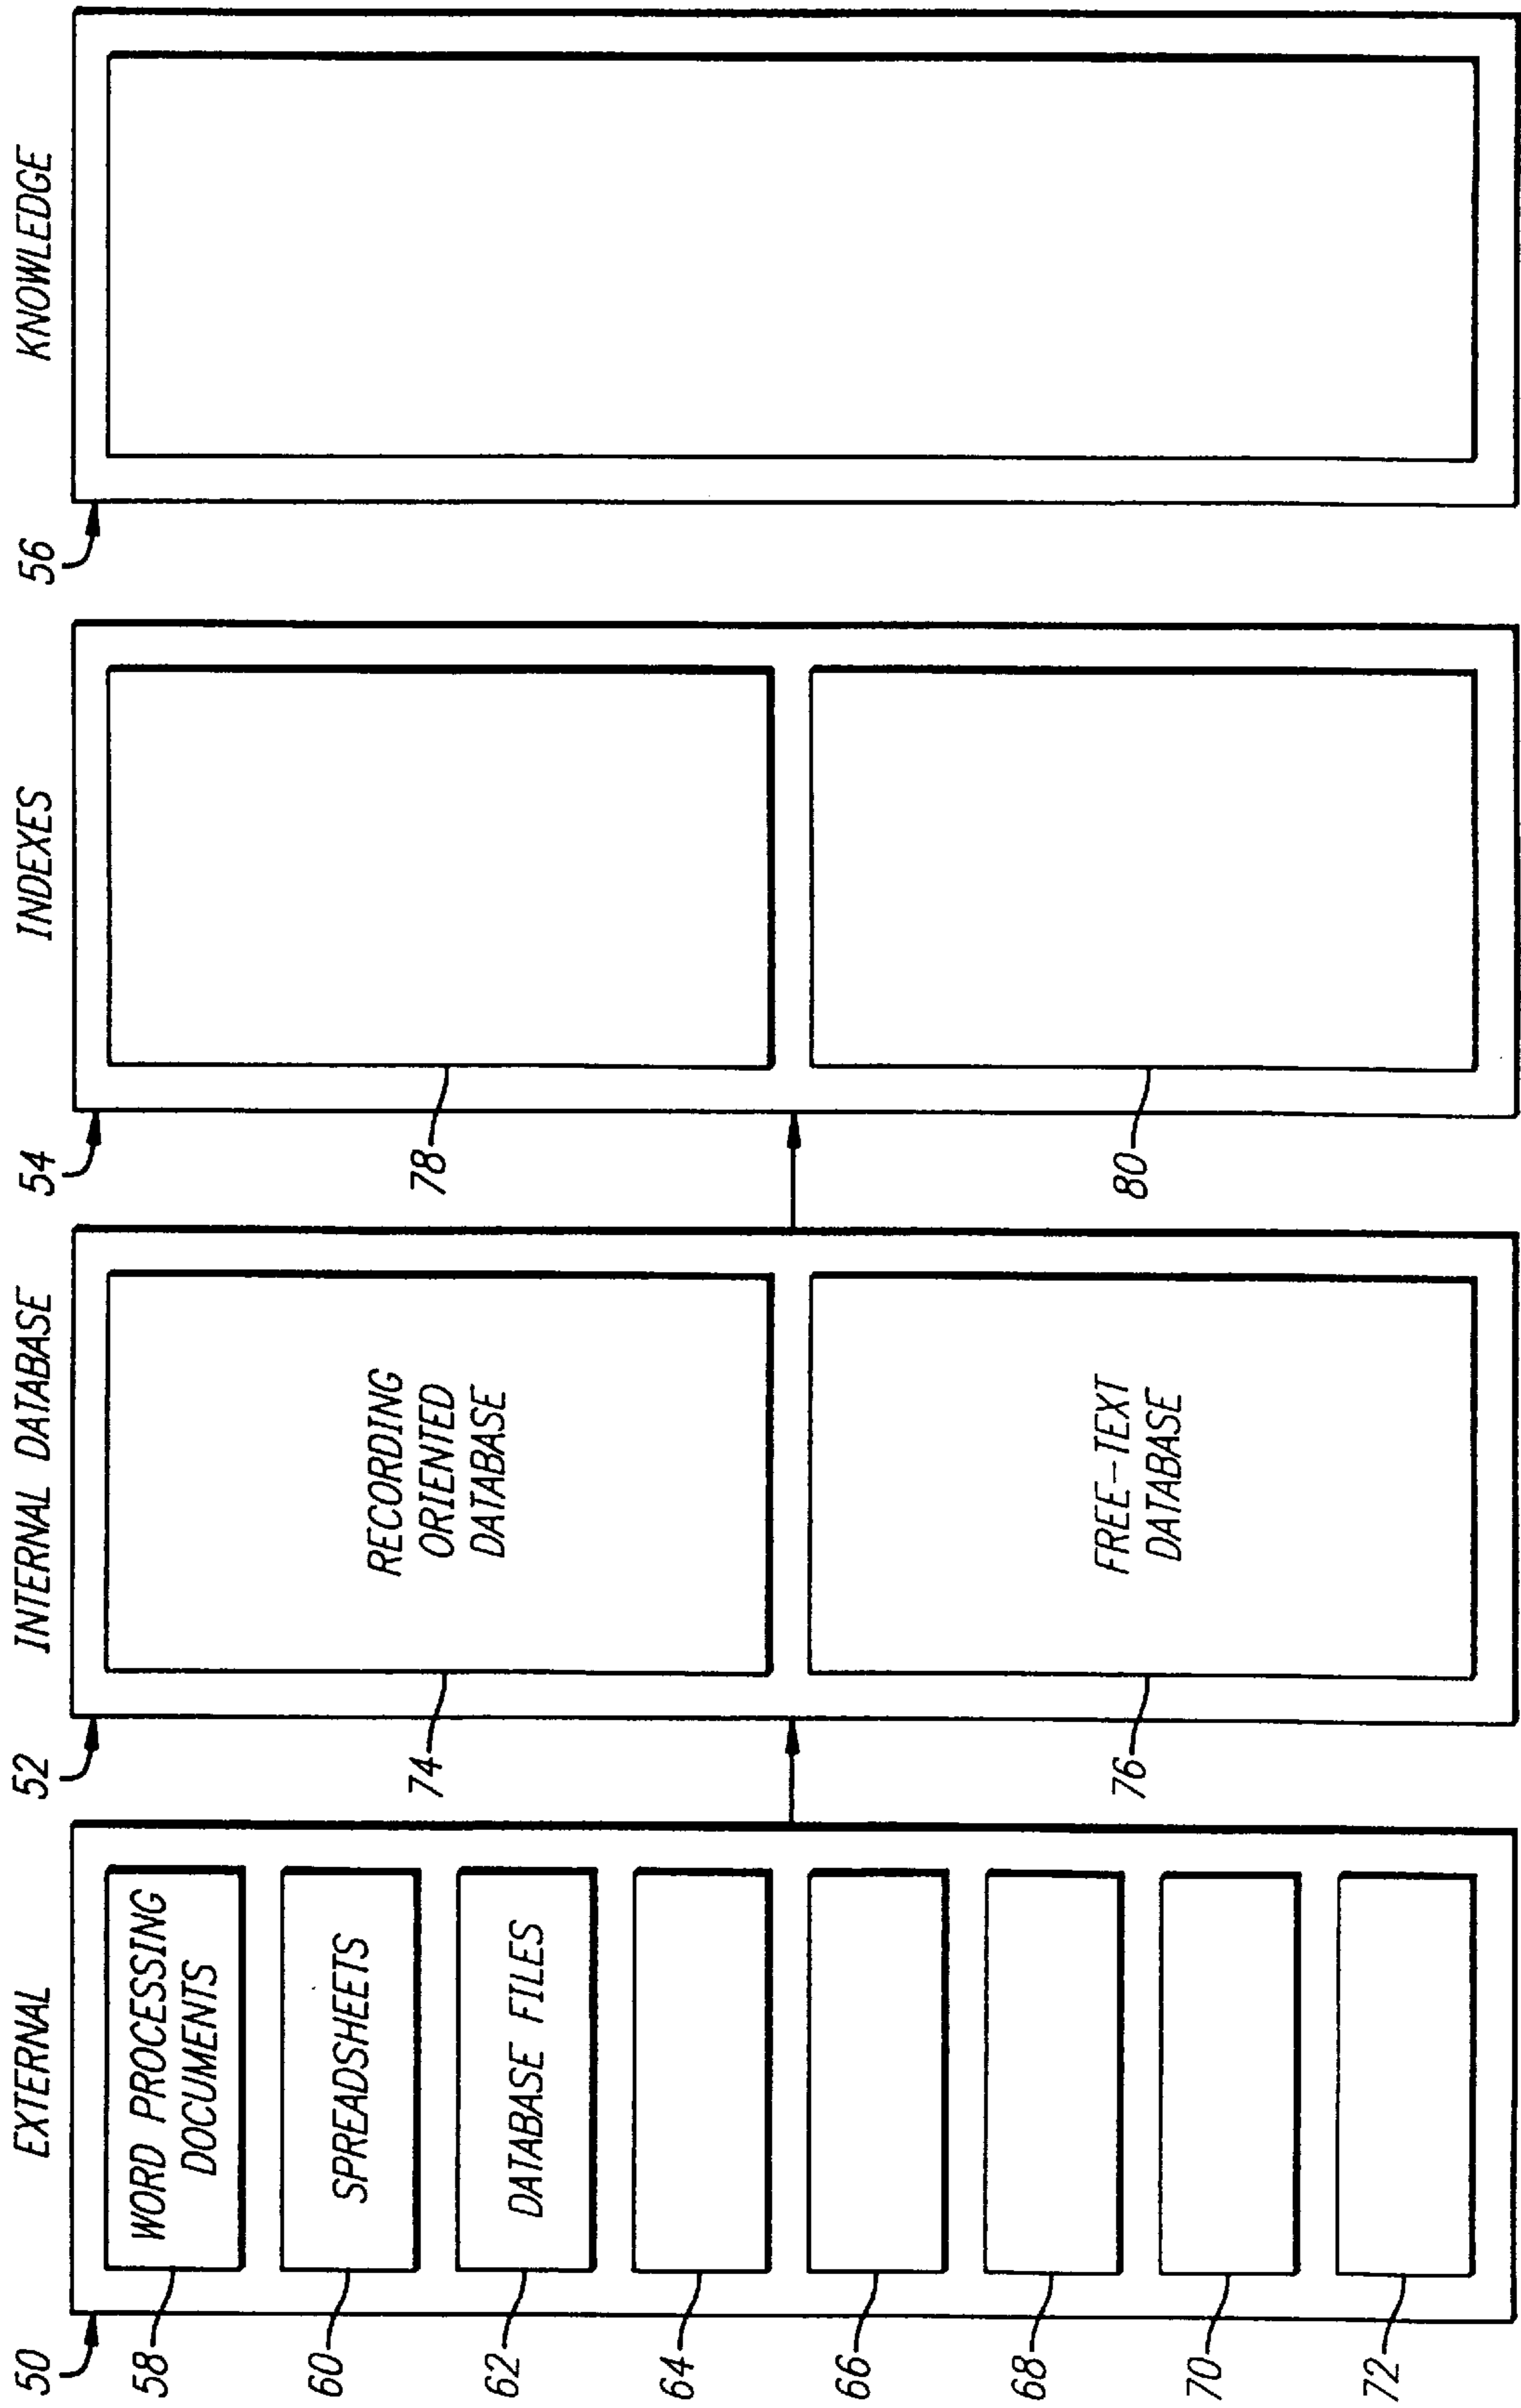 50
EXTERNAL
58
WORD PROCESSING
DOCUMENTS
60
SPREADSHEETS
62
DATABASE FILES
64
66
68
70
72
52
INTERNAL DATABASE
74
RECORDING
ORIENTED
DATABASE
76
FREE-TEXT
DATABASE
54
INDEXES
78
80
56
KNOWLEDGE